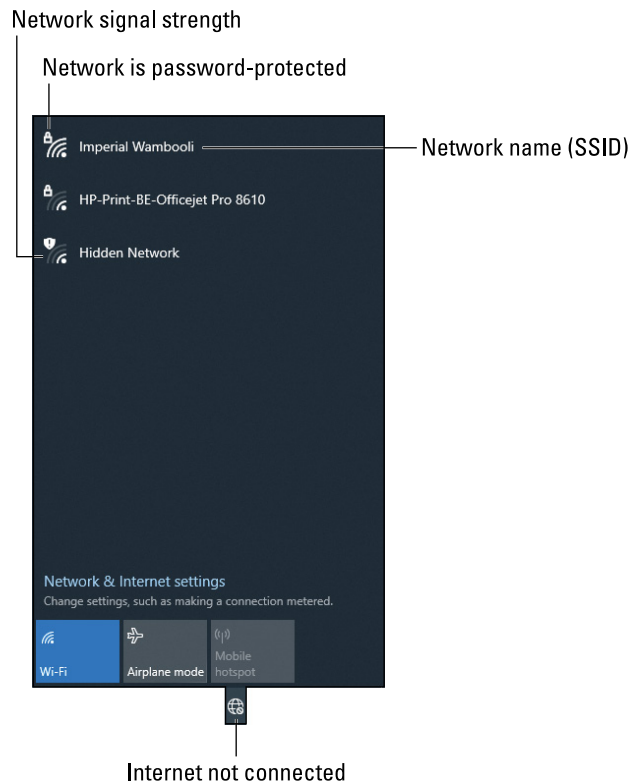 Network signal strength
Network is password-protected
Imperial Wambooli
Network name (SSID)
HP-Print-BE-Officejet Pro 8610
Hidden Network
Network & Internet settings
Change settings, such as making a connection metered.
Wi-Fi
Airplane mode
Mobile
hotspot
Internet not connected